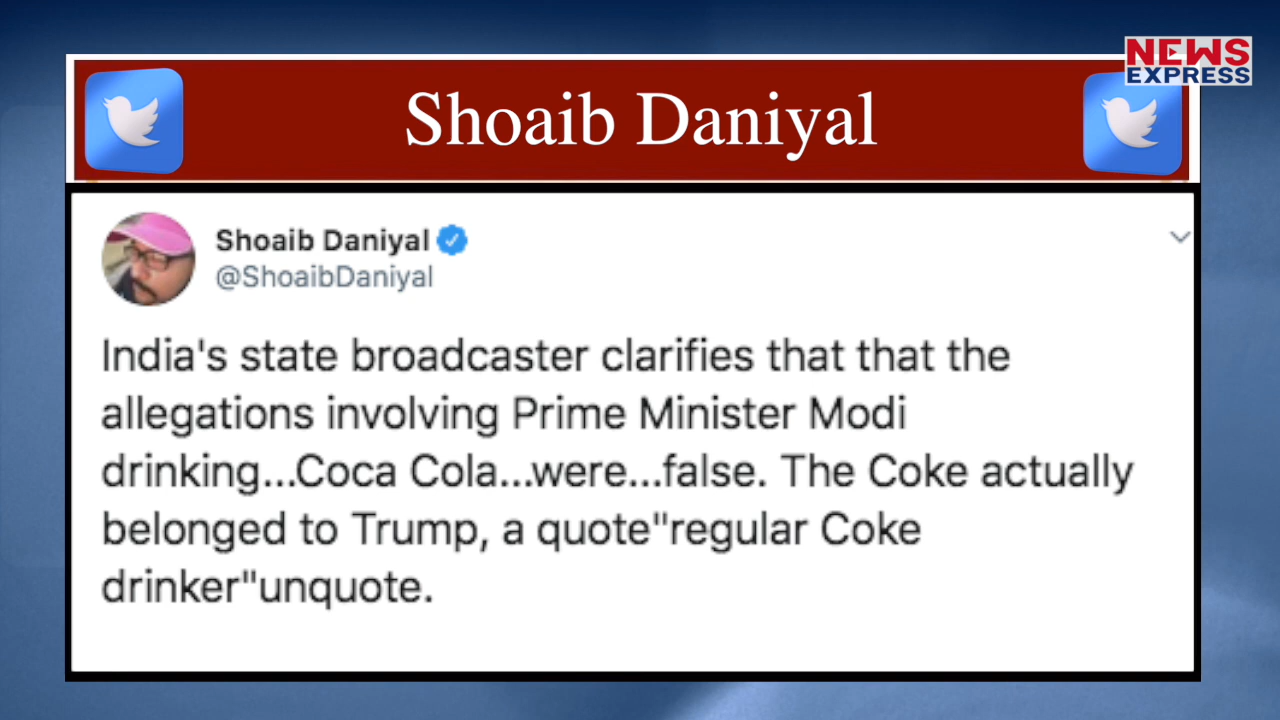 NEWS
EXPRESS
Shoaib Daniyal
Shoaib Daniyal
@ShoaibDaniyal
India's state broadcaster clarifies that that the
allegations involving Prime Minister Modi
drinking...Coca Cola...were...false. The Coke actually
belonged to Trump, a quote"regular Coke
drinker"unquote.